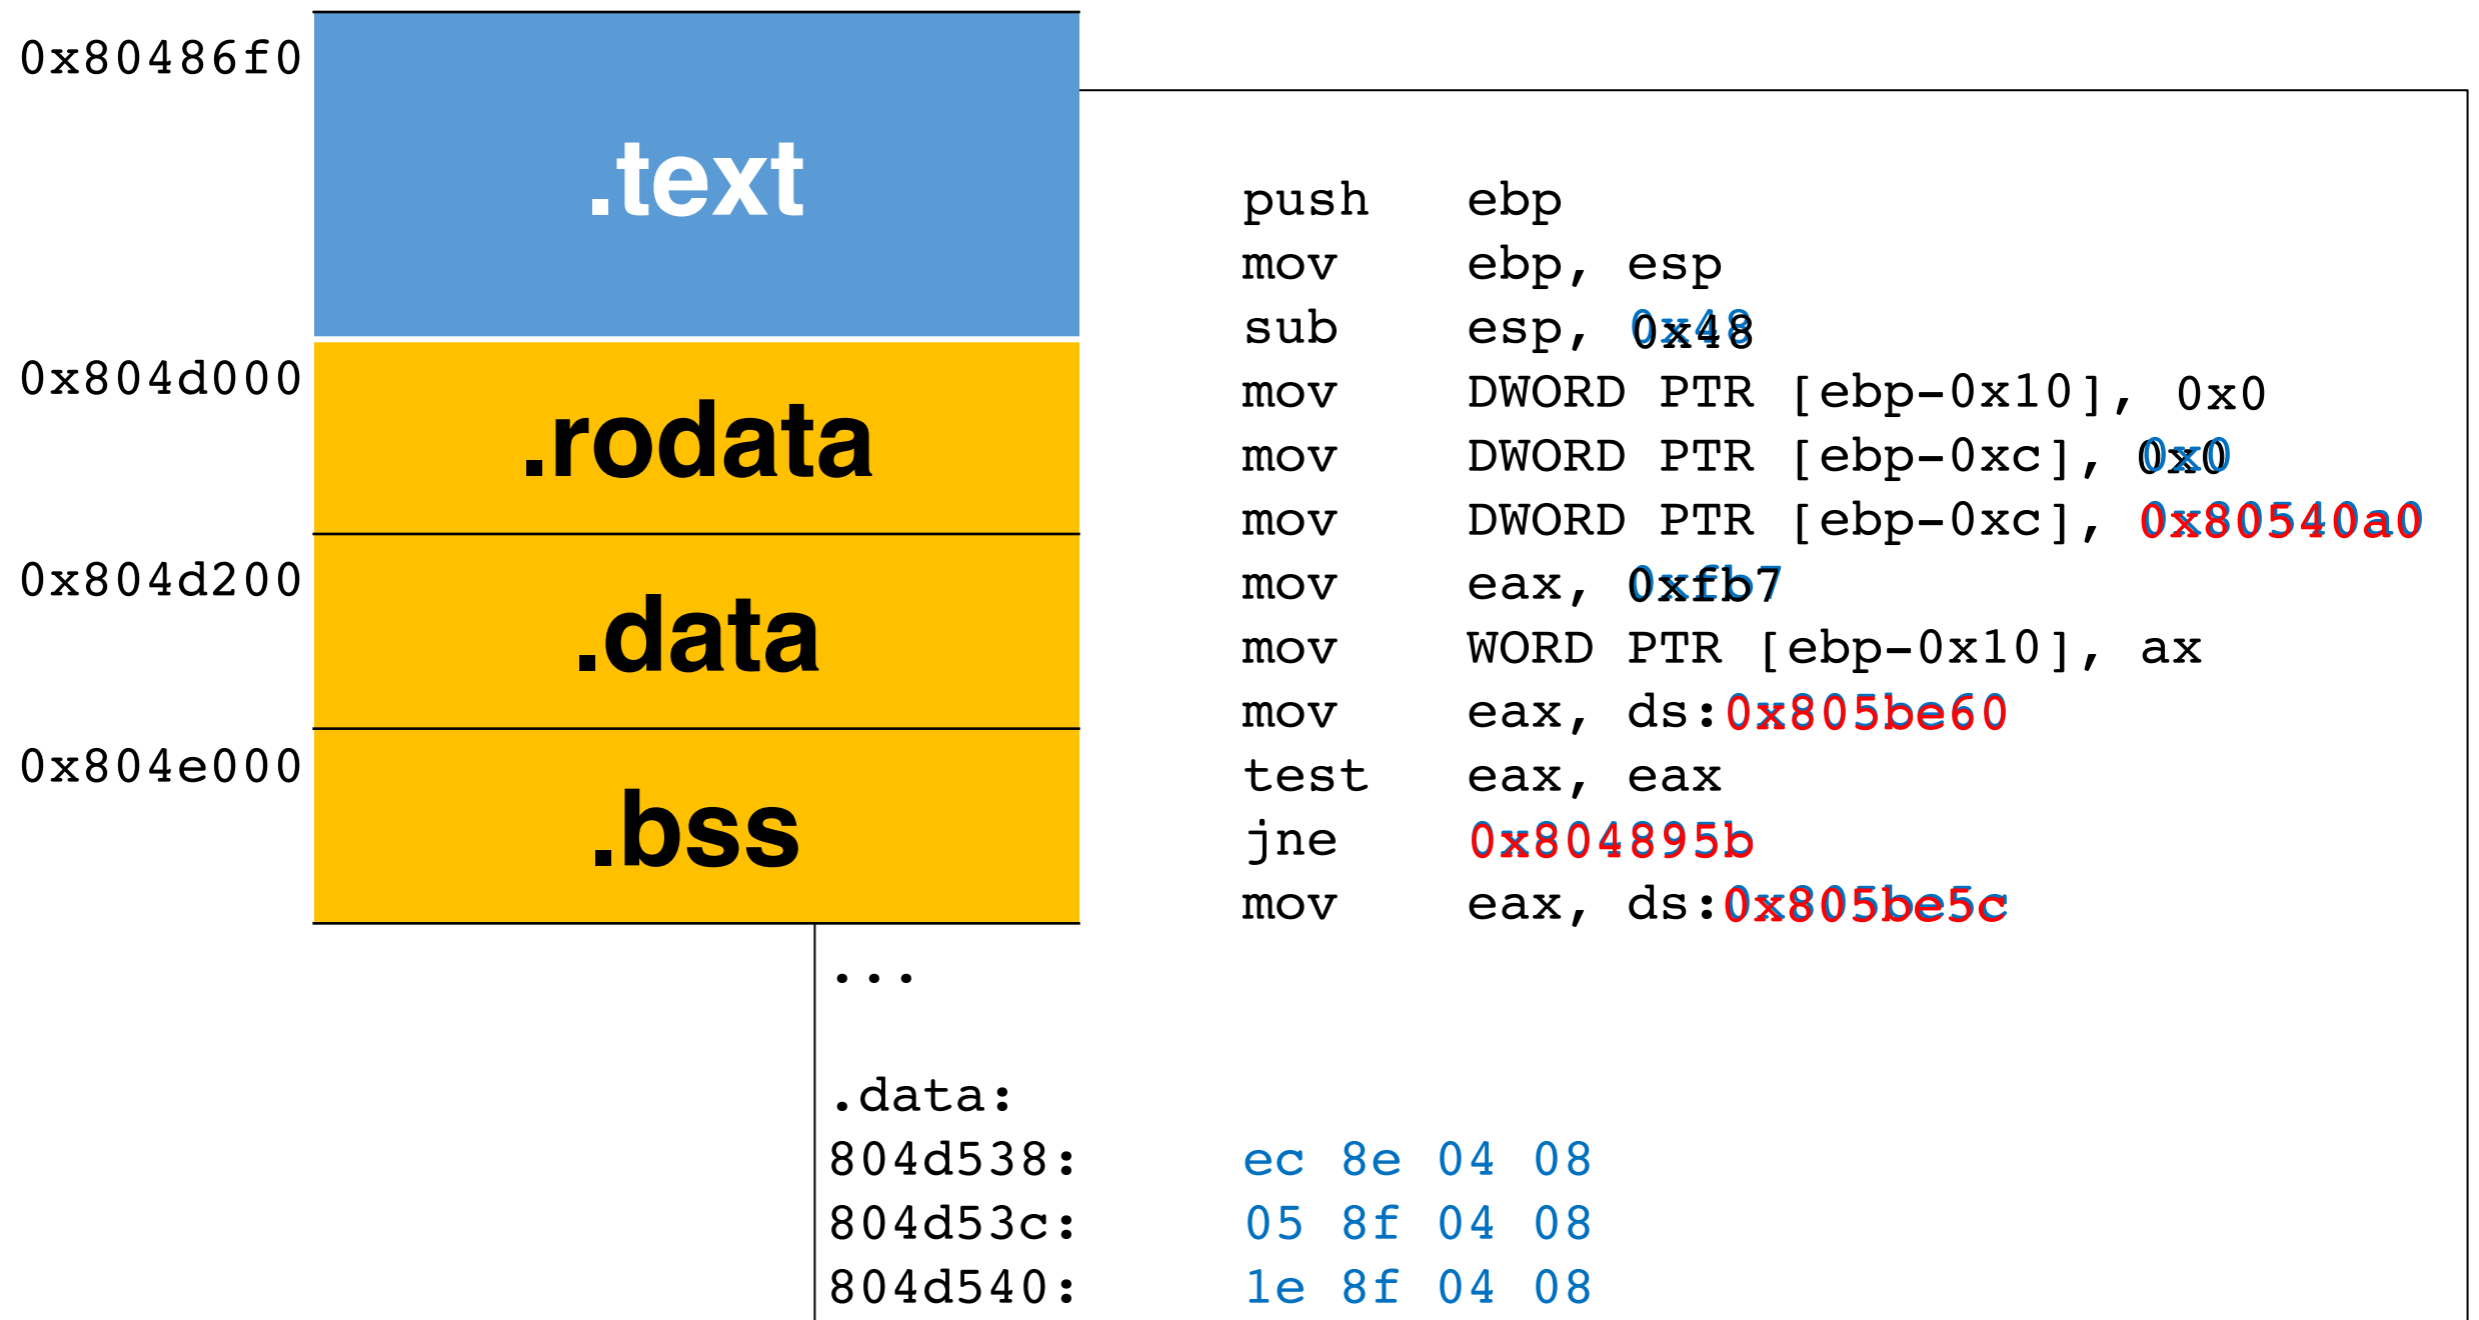 0x80486f0
.text
0x804d000
.rodata
0x804d200
.data
0x804e000
.bss
push ebp
mov ebp, esp
sub esp, 0x48
mov DWORD PTR [ebp-0x10], 0x0
mov DWORD PTR [ebp-0xc], 0x0
mov DWORD PTR [ebp-0xc], 0x80540a0
mov eax, 0xfb7
mov WORD PTR [ebp-0x10], ax
mov eax, ds:0x805be60
test eax, eax
jne 0x804895b
mov eax, ds:0x805be5c
...
.data:
804d538: ec 8e 04 08
804d53c: 05 8f 04 08
804d540: 1e 8f 04 08